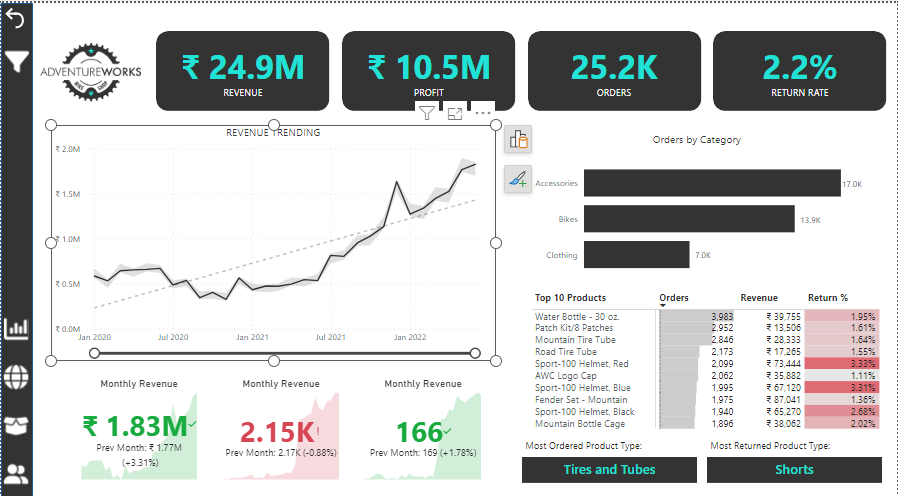 ADVENTUREWORKS
BIKE SHOP
₹ 24.9M
REVENUE
₹ 10.5M
PROFIT
25.2K
ORDERS
2.2%
RETURN RATE
REVENUE TRENDING
₹ 2.0M
₹ 1.5M
₹ 1.0M
₹ 0.5M
₹ 0.0M
Jan 2020 Jul 2020 Jan 2021 Jul 2021 Jan 2022
Orders by Category
Accessories 17.0K
Bikes 13.9K
Clothing 7.0K
Top 10 Products Orders Revenue Return %
Water Bottle - 30 oz. 3,983 ₹ 39,755 1.95%
Patch Kit/8 Patches 2,952 ₹ 13,506 1.61%
Mountain Tire Tube 2,846 ₹ 28,333 1.64%
Road Tire Tube 2,173 ₹ 17,265 1.55%
Sport-100 Helmet, Red 2,099 ₹ 73,444 3.33%
AWC Logo Cap 2,062 ₹ 35,882 1.11%
Sport-100 Helmet, Blue 1,995 ₹ 67,120 3.31%
Fender Set - Mountain 1,975 ₹ 87,041 1.36%
Sport-100 Helmet, Black 1,940 ₹ 65,270 2.68%
Mountain Bottle Cage 1,896 ₹ 38,062 2.02%
Monthly Revenue
₹ 1.83M
Prev Month: ₹ 1.77M
(+3.31%)
Monthly Revenue
2.15K!
Prev Month: 2.17K (-0.88%)
Monthly Revenue
166
Prev Month: 169 (+1.78%)
Most Ordered Product Type:
Tires and Tubes
Most Returned Product Type:
Shorts